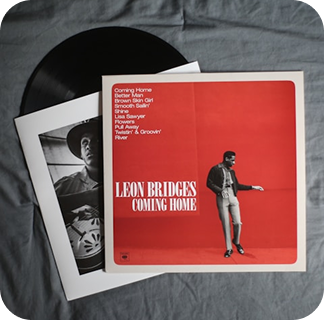 Coming Home
Better Man
Brown Skin Girl
Smooth Sailin'
Shine
Lisa Sawyer
Flowers
Pull Away
Twistin' & Groovin'
River
LEON BRIDGES
COMING HOME